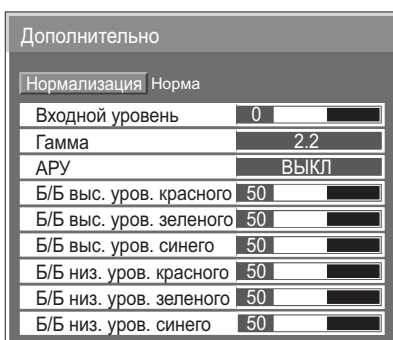 Дополнительно
Нормализация Норма
Входной уровень 0
Гамма 2.2
АРУ ВЫКЛ
Б/Б выс. уров. красного 50
Б/Б выс. уров. зеленого 50
Б/Б выс. уров. синего 50
Б/Б низ. уров. красного 50
Б/Б низ. уров. зеленого 50
Б/Б низ. уров. синего 50